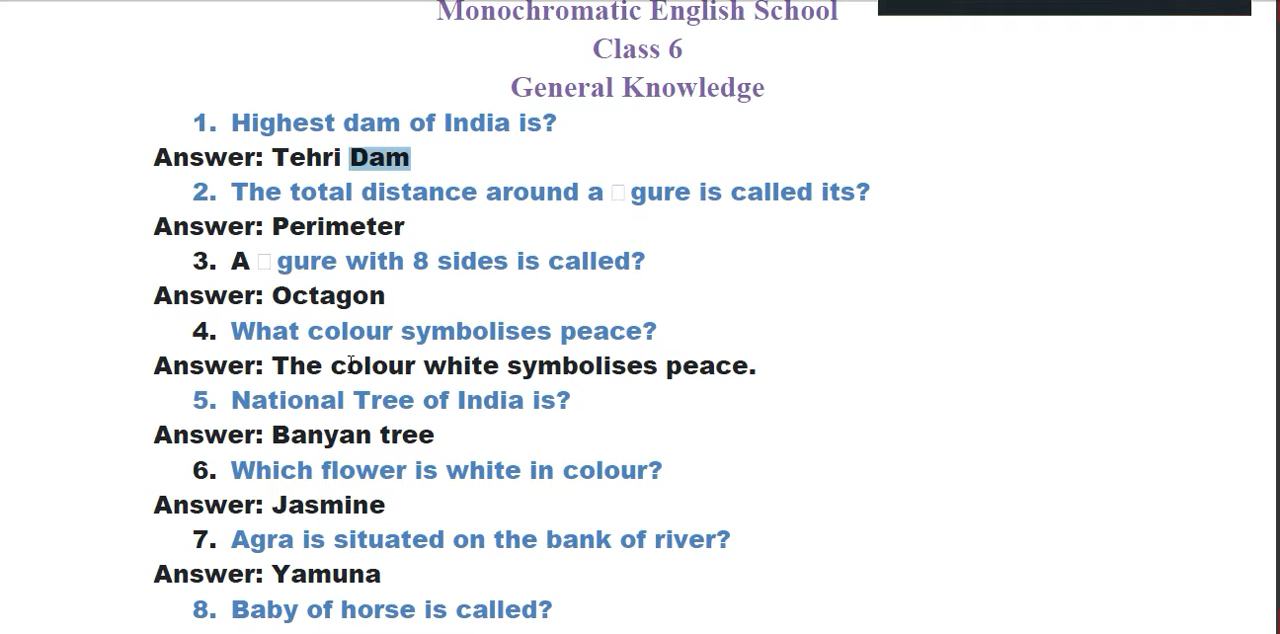 Monochromatic English School
Class 6
General Knowledge
1. Highest dam of India is?
Answer: Tehri Dam
2. The total distance around a □gure is called its?
Answer: Perimeter
3. A □gure with 8 sides is called?
Answer: Octagon
4. What colour symbolises peace?
Answer: The colour white symbolises peace.
5. National Tree of India is?
Answer: Banyan tree
6. Which flower is white in colour?
Answer: Jasmine
7. Agra is situated on the bank of river?
Answer: Yamuna
8. Baby of horse is called?